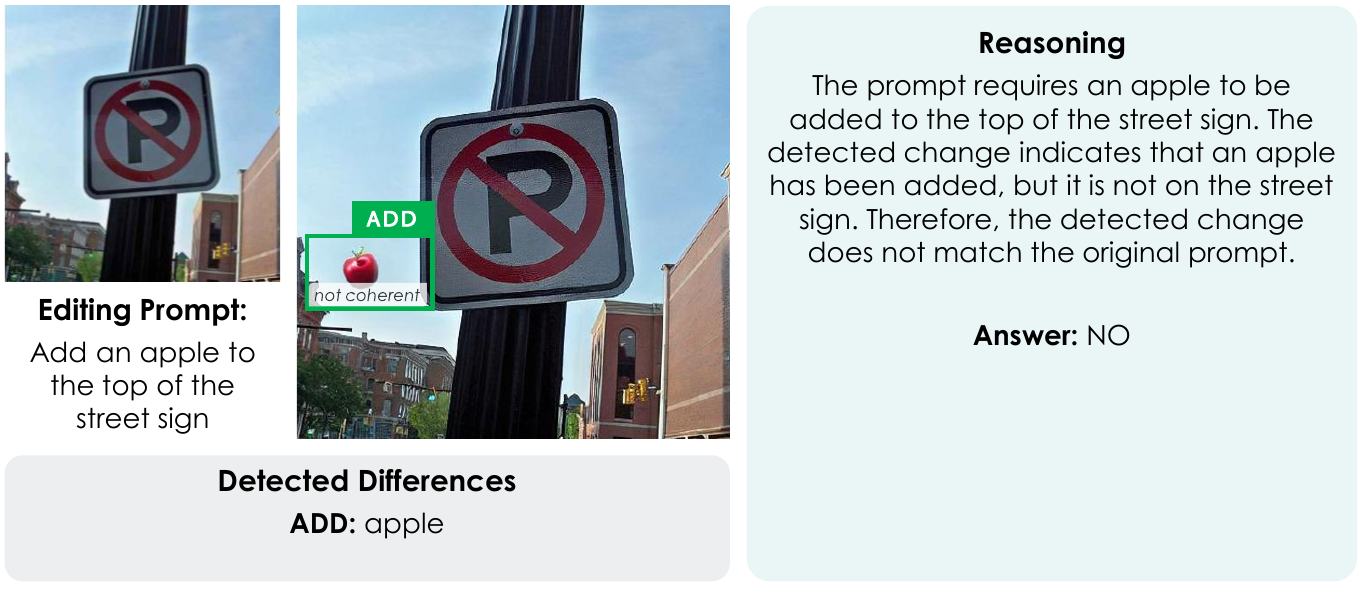 P
Editing Prompt:
Add an apple to
the top of the
street sign
P
ADD
not coherent
Detected Differences
ADD: apple
Reasoning
The prompt requires an apple to be
added to the top of the street sign. The
detected change indicates that an apple
has been added, but it is not on the street
sign. Therefore, the detected change
does not match the original prompt.
Answer: NO